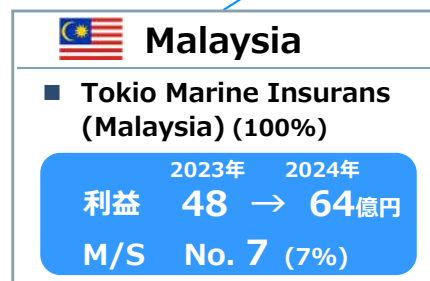 Malaysia
■ Tokio Marine Insurans
(Malaysia) (100%)
2023年 2024年
利益 48 → 64億円
M/S No. 7 (7%)